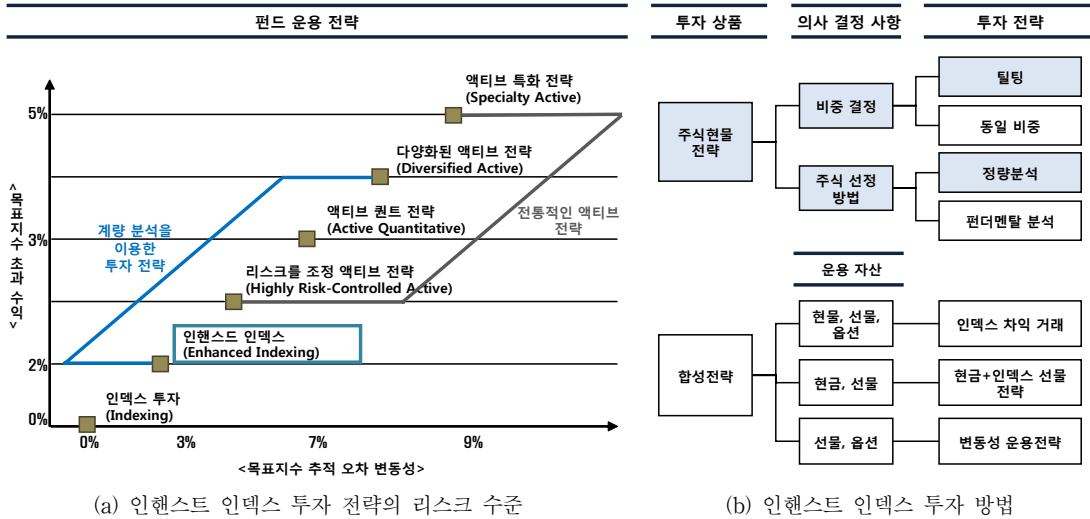 펀드 운용 전략
투자 상품
의사 결정 사항
투자 전략
<목표지수 초과 수익>
5%
3%
2%
0%
액티브 특화 전략
(Specialty Active)
다양화된 액티브 전략
(Diversified Active)
액티브 퀀트 전략
(Active Quantitative)
전통적인 액티브
전략
계량 분석을
이용한
투자 전략
리스크를 조정 액티브 전략
(Highly Risk-Controlled Active)
인핸스드 인덱스
(Enhanced Indexing)
인덱스 투자
(Indexing)
0%
3%
7%
9%
<목표지수 추적 오차 변동성>
주식현물
전략
비중 결정
틸팅
동일 비중
주식 선정
방법
정량분석
펀더멘탈 분석
운용 자산
합성전략
현물, 선물,
옵션
인덱스 차익 거래
현금, 선물
현금+인덱스 선물
전략
선물, 옵션
변동성 운용전략
(a) 인핸스트 인덱스 투자 전략의 리스크 수준
(b) 인핸스트 인덱스 투자 방법